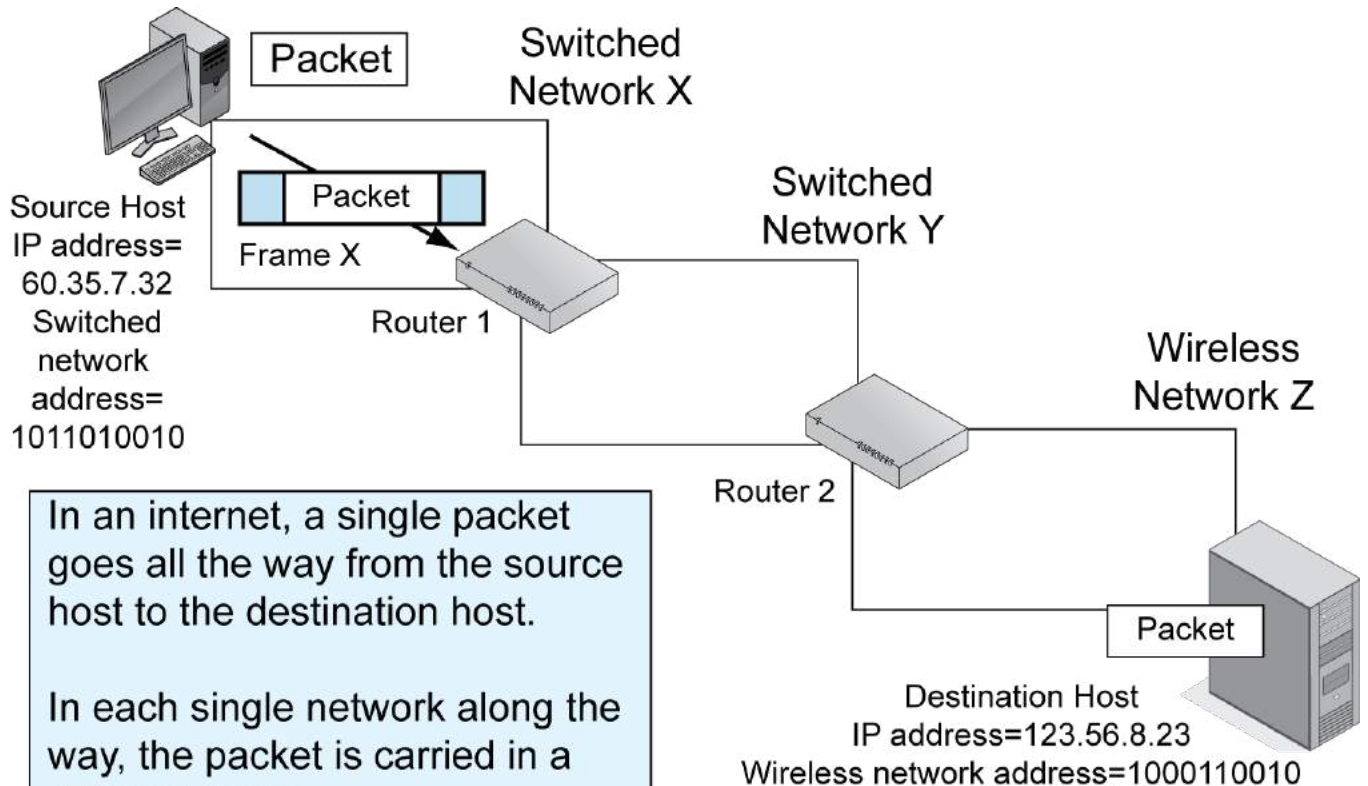 Packet
Switched
Network X
Packet
Frame X
Source Host
IP address=
60.35.7.32
Switched
network
address=
1011010010
Router 1
Switched
Network Y
Router 2
Wireless
Network Z
In an internet, a single packet
goes all the way from the source
host to the destination host.
In each single network along the
way, the packet is carried in a
Packet
Destination Host
IP address=123.56.8.23
Wireless network address=1000110010